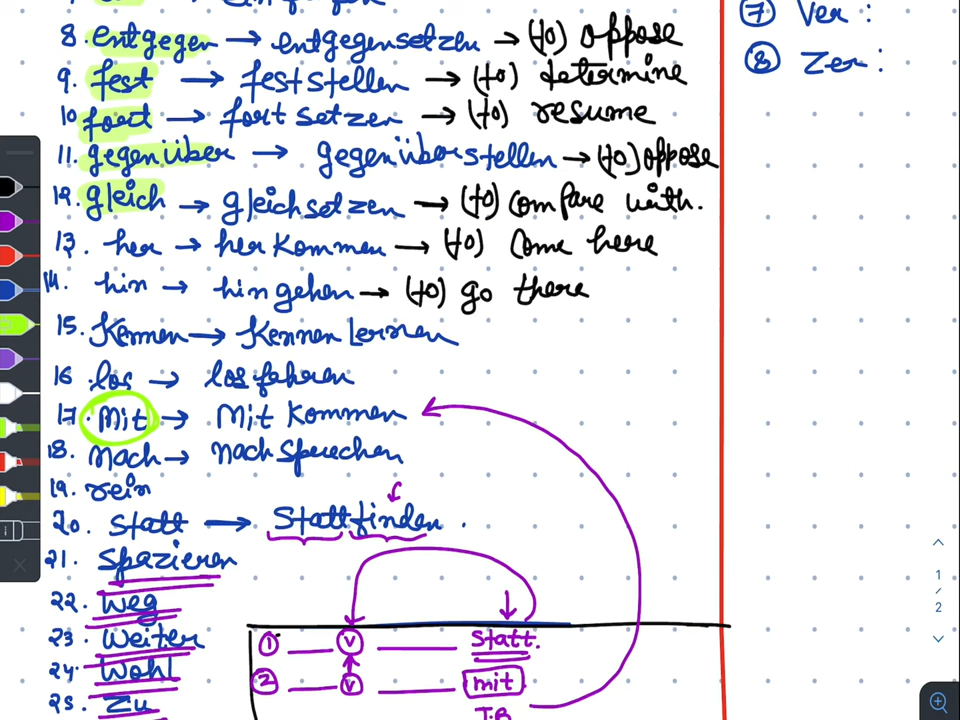 8. entgegen → entgegensetzen → (to) oppose
9. fest → feststellen → (to) determine
10. fort → fortsetzen → (to) resume
11. gegenüber → gegenüberstellen → (to) oppose
12. gleich → gleichsetzen → (to) compare with.
13. her → herkommen → (to) come here
14. hin → hingehen → (to) go there
15. Kennen → Kennen lernen
16 los → losfahren
17. Mit → Mit kommen
18. nach → nachsprechen
19. rein
20. Statt → Stattfinden.
21. Spazieren
22. Weg
23. Weiter
24. Wohl
25. Zu
① V Statt.
② V mit
T.B
⑦ Ver :
⑧ Zer :
1
/
2